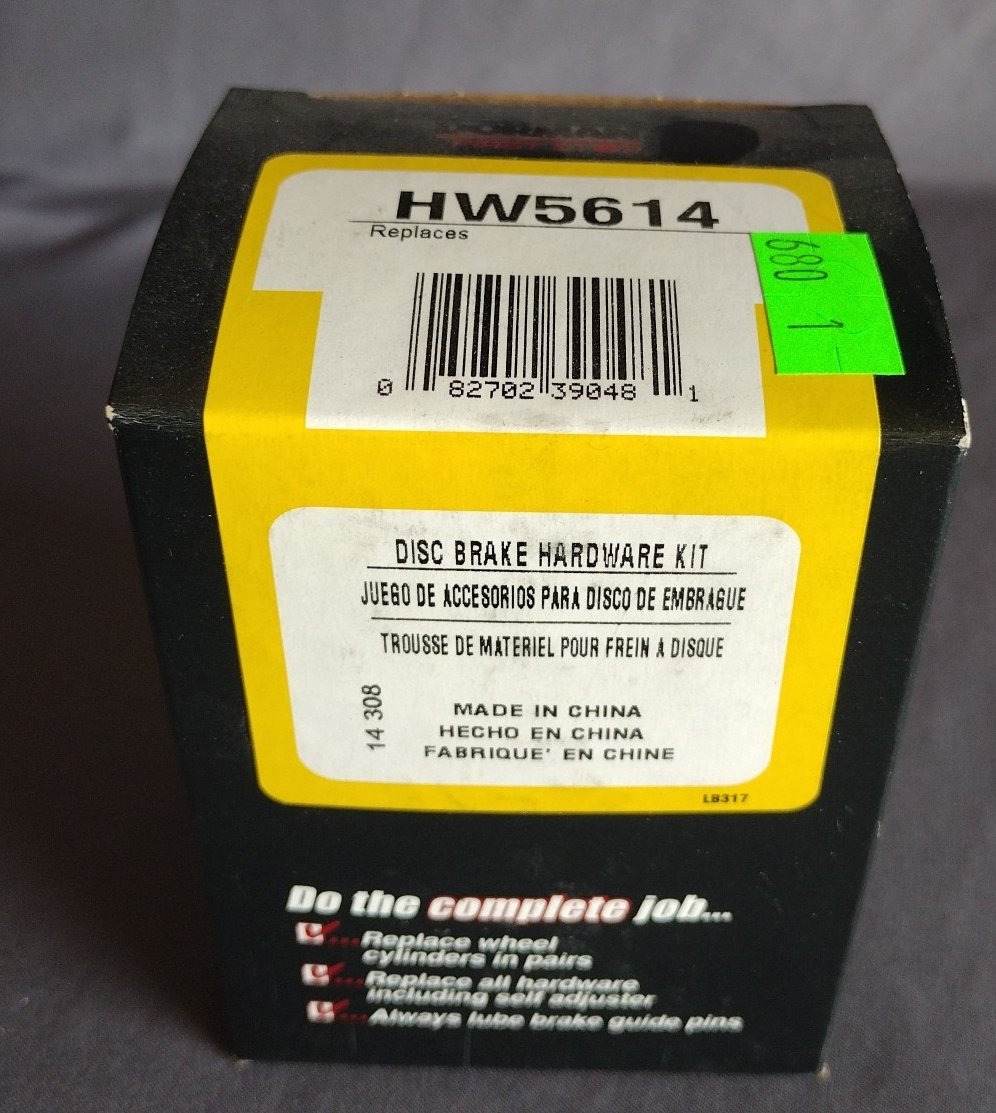 HW5614
Replaces
680 1
0 82702 39048 1
DISC BRAKE HARDWARE KIT
JUEGO DE ACCESORIOS PARA DISCO DE EMBRAGUE
TROUSSE DE MATERIEL POUR FREIN A DISQUE
14 308
MADE IN CHINA
HECHO EN CHINA
FABRIQUE' EN CHINE
LB317
Do the complete job...
...Replace wheel
cylinders in pairs
...Replace all hardware
including self adjuster
...Always lube brake guide pins